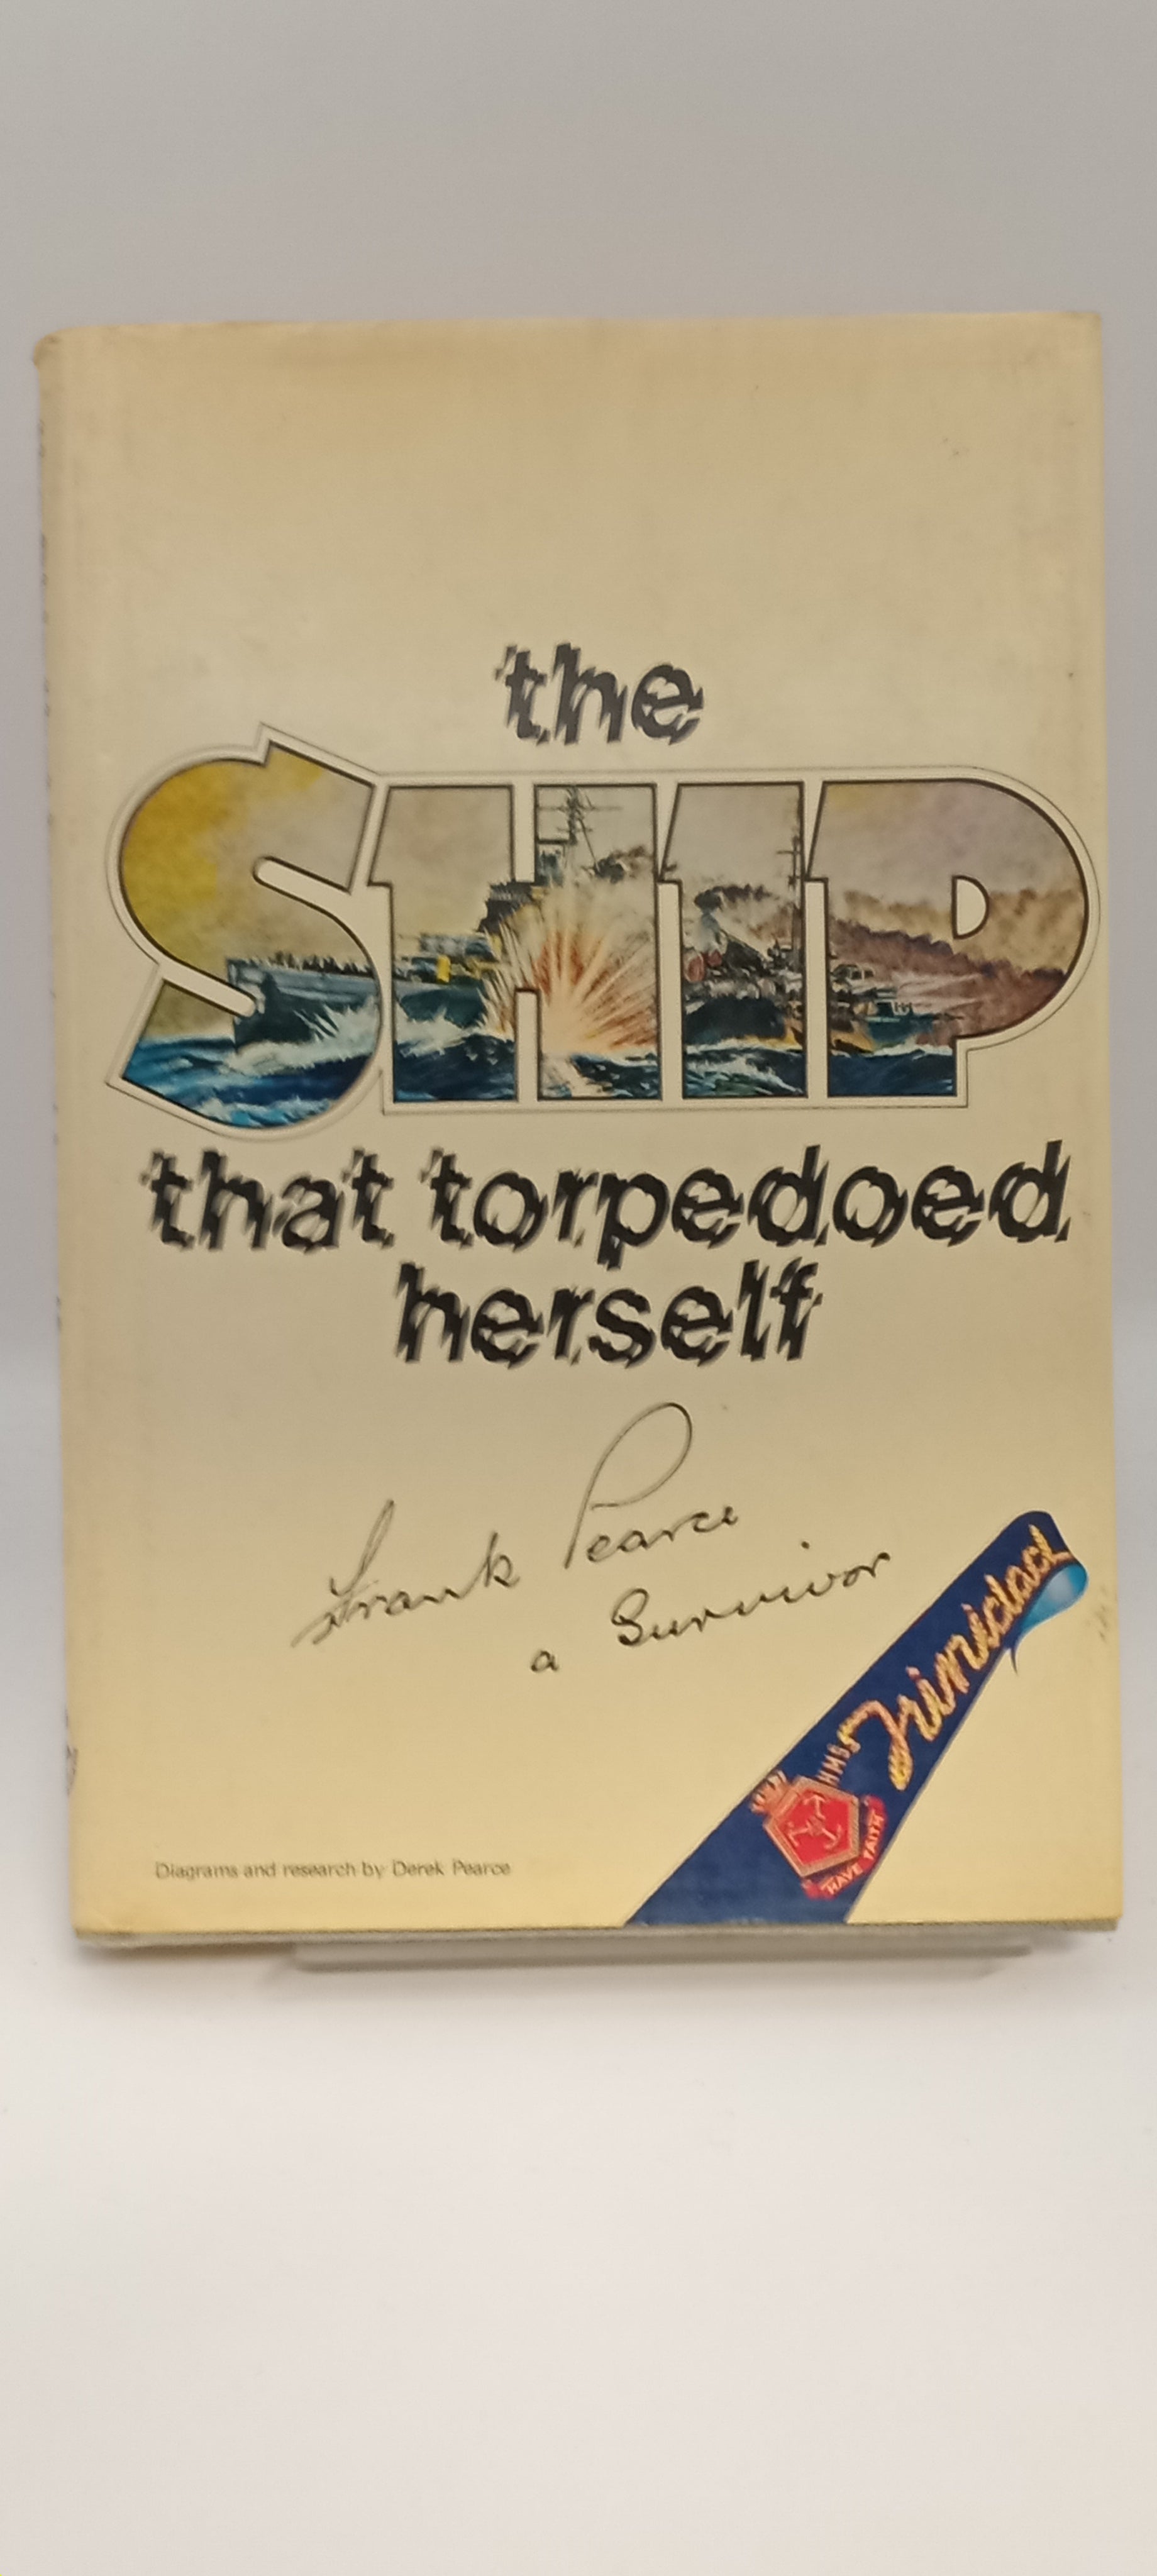 the
SHIP
that torpedoed
herself
Frank Pearce
a Survivor
HMS Trinidad
HAVE FAITH
Diagrams and research by Derek Pearce